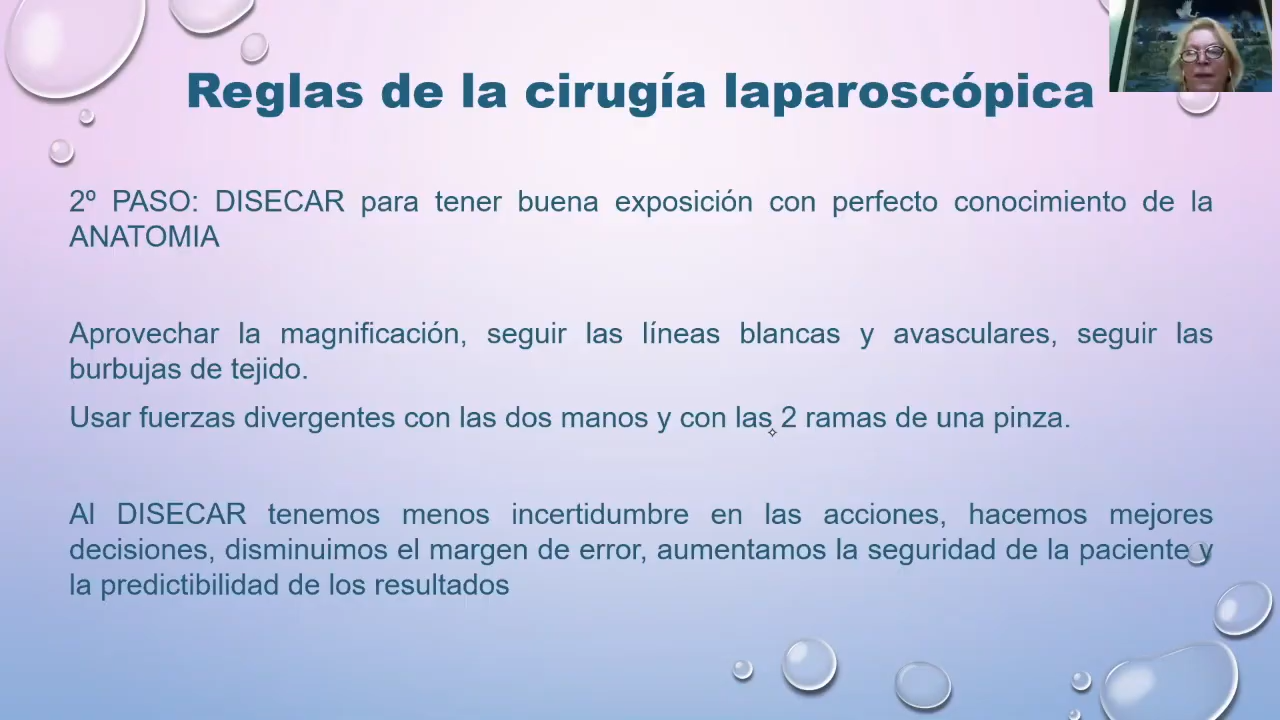 Reglas de la cirugía laparoscópica
2º PASO: DISECAR para tener buena exposición con perfecto conocimiento de la
ANATOMIA
Aprovechar la magnificación, seguir las líneas blancas y avasculares, seguir las
burbujas de tejido.
Usar fuerzas divergentes con las dos manos y con las 2 ramas de una pinza.
Al DISECAR tenemos menos incertidumbre en las acciones, hacemos mejores
decisiones, disminuimos el margen de error, aumentamos la seguridad de la paciente y
la predictibilidad de los resultados